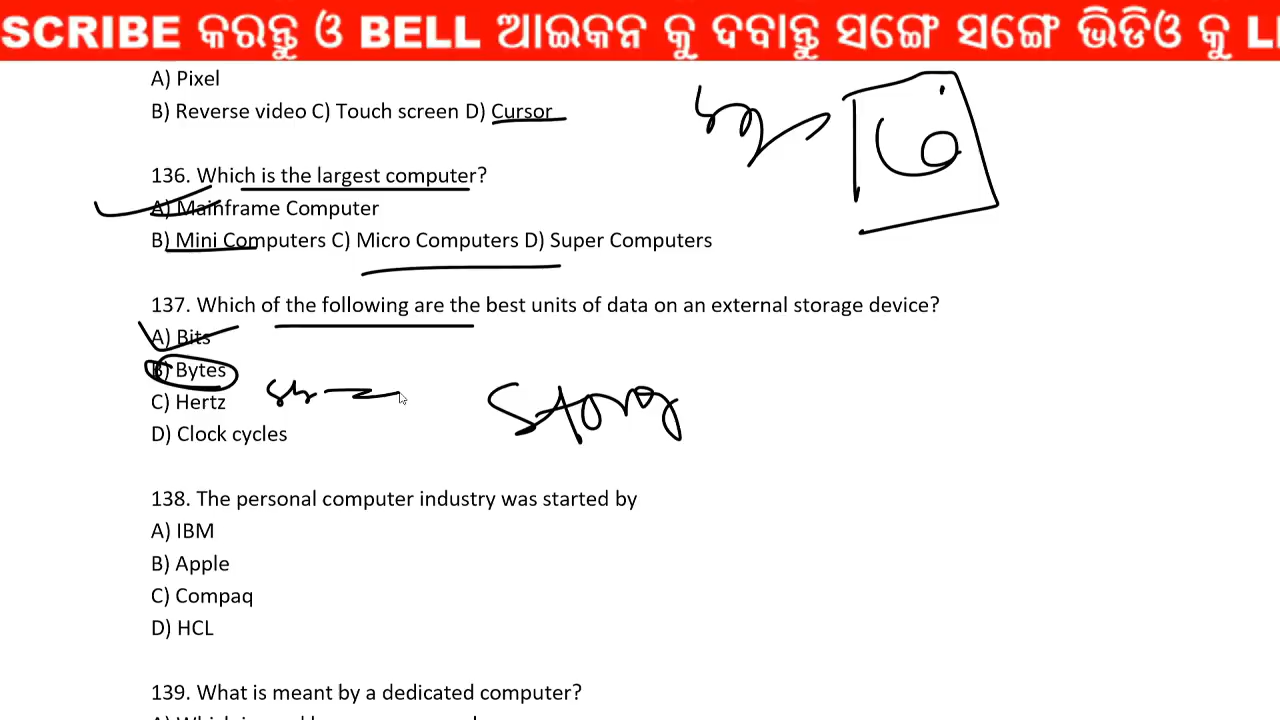 SCRIBE କରନ୍ତୁ ଓ BELL ଆଇକନ କୁ ଦବାନ୍ତୁ ସଙ୍ଗେ ସଙ୍ଗେ ଭିଡିଓ କୁ LI
A) Pixel
B) Reverse video C) Touch screen D) Cursor
136. Which is the largest computer?
A) Mainframe Computer
B) Mini Computers C) Micro Computers D) Super Computers
137. Which of the following are the best units of data on an external storage device?
A) Bits
B) Bytes
C) Hertz
D) Clock cycles
138. The personal computer industry was started by
A) IBM
B) Apple
C) Compaq
D) HCL
139. What is meant by a dedicated computer?